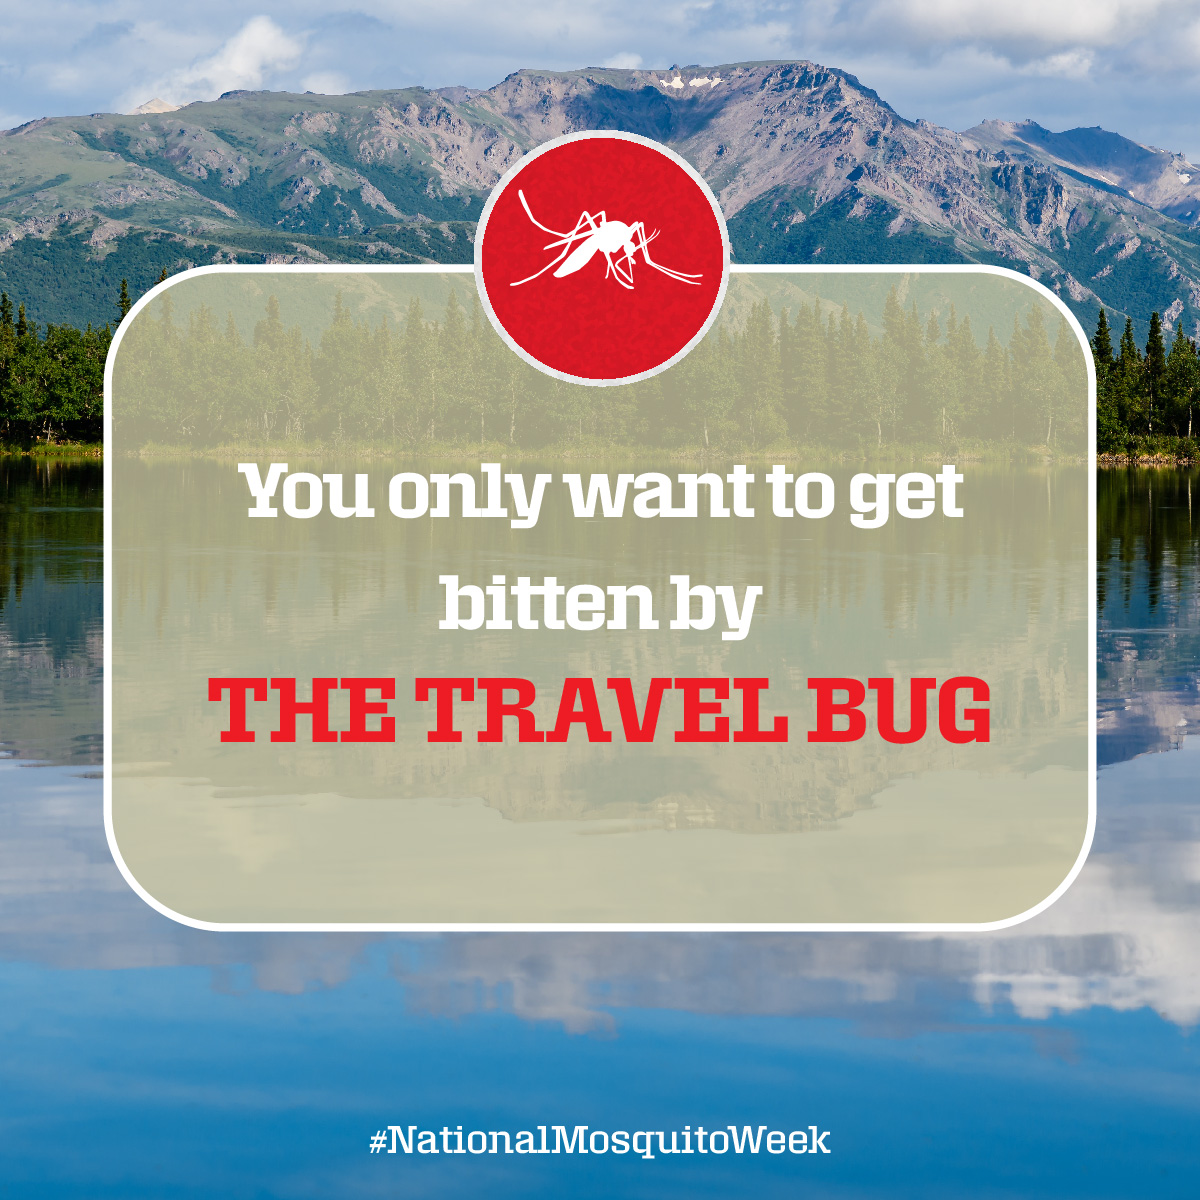 You only want to get
bitten by
THE TRAVEL BUG
#NationalMosquitoWeek